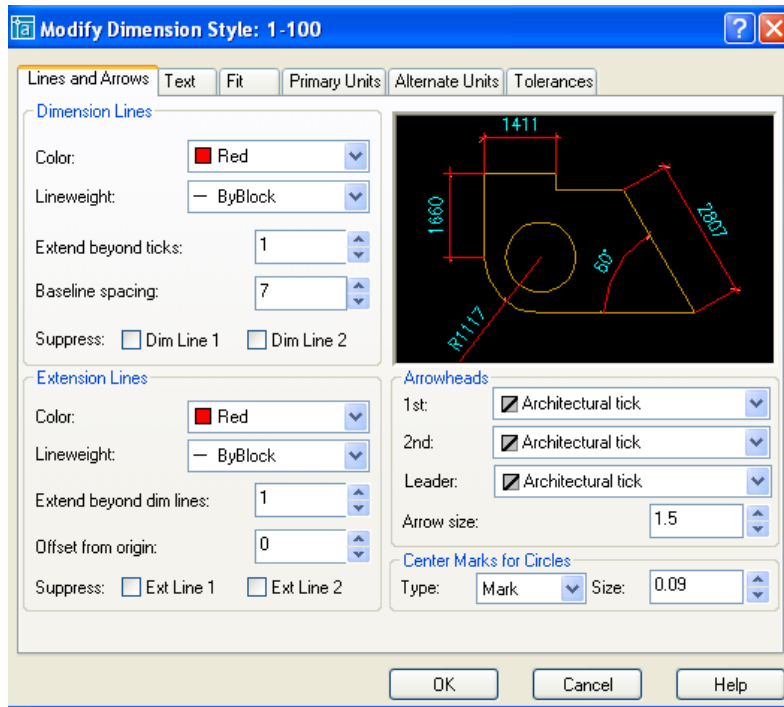 Modify Dimension Style: 1-100
Lines and Arrows Text Fit Primary Units Alternate Units Tolerances
Dimension Lines
Color: Red
Lineweight: ByBlock
Extend beyond ticks: 1
Baseline spacing: 7
Suppress: Dim Line 1 Dim Line 2
1411
1660
2807
60°
R1117
Extension Lines
Color: Red
Lineweight: ByBlock
Extend beyond dim lines: 1
Offset from origin: 0
Suppress: Ext Line 1 Ext Line 2
Arrowheads
1st: Architectural tick
2nd: Architectural tick
Leader: Architectural tick
Arrow size: 1.5
Center Marks for Circles
Type: Mark Size: 0.09
OK Cancel Help